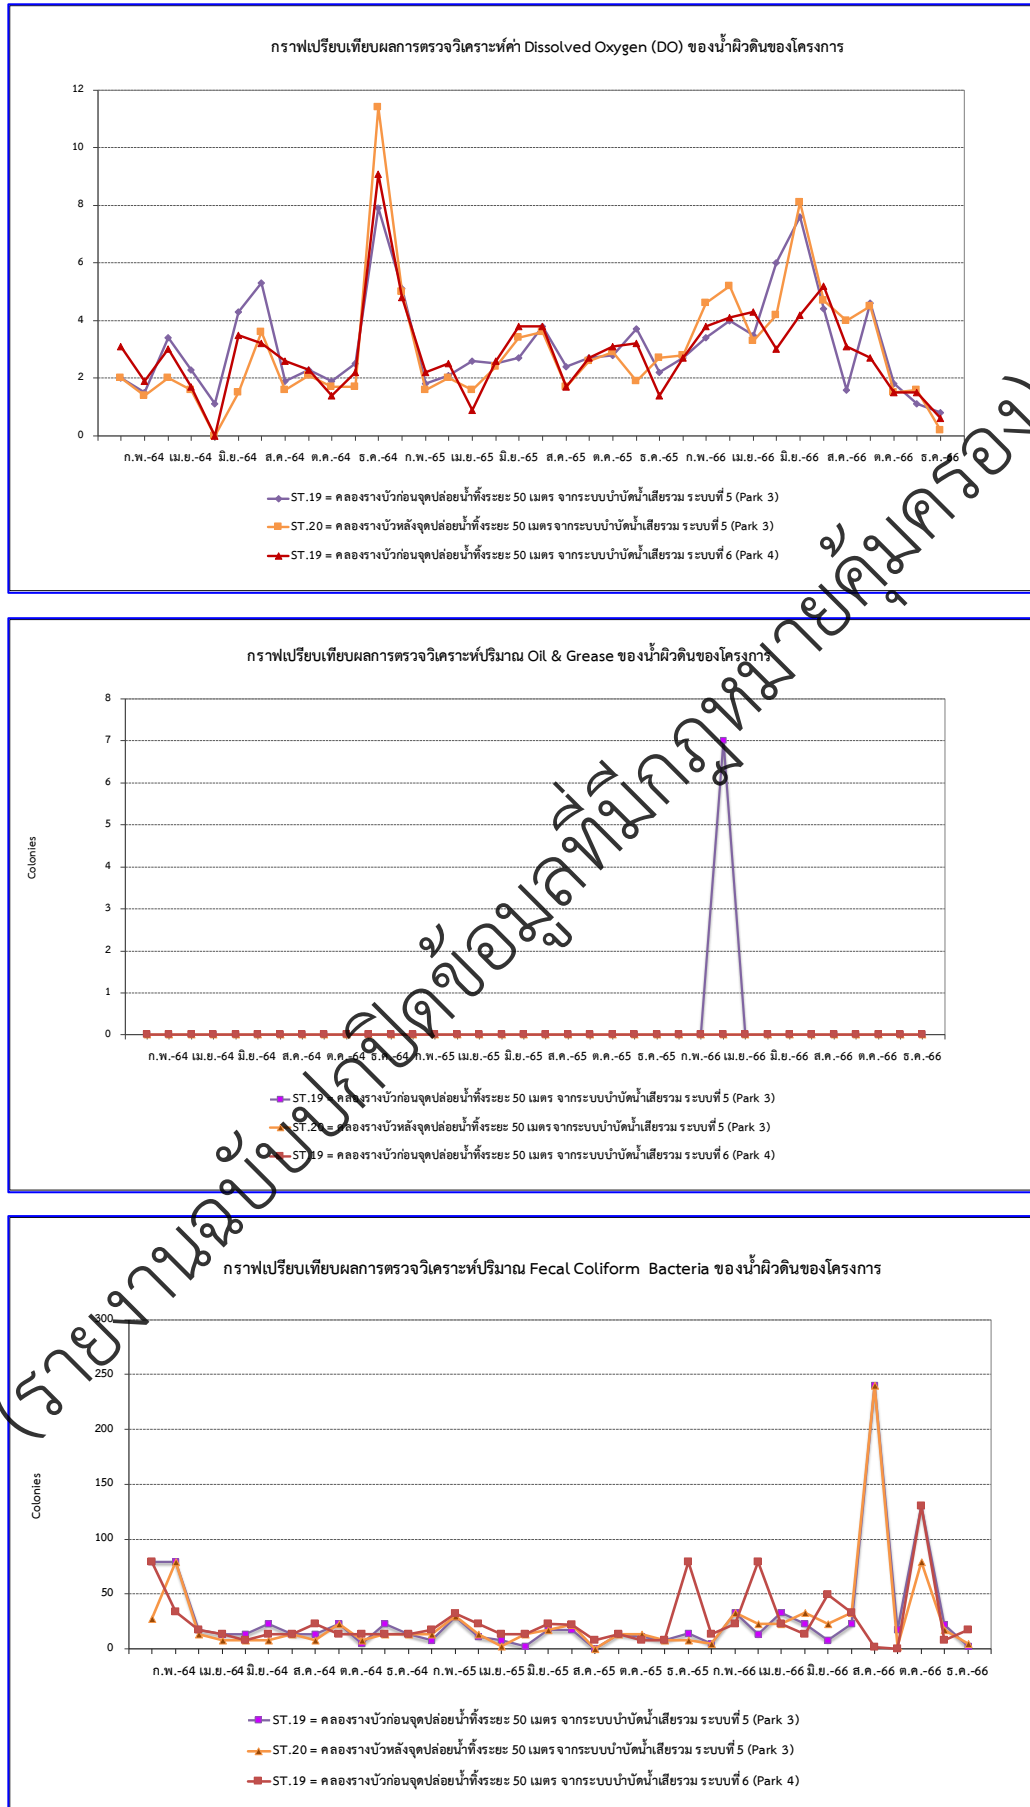 กราฟเปรียบเทียบผลการตรวจวิเคราะห์ค่า Dissolved Oxygen (DO) ของน้ำผิวดินของโครงการ
12
10
8
6
4
2
0
ก.พ.-64 เม.ย.-64 มิ.ย.-64 ส.ค.-64 ต.ค.-64 ธ.ค.-64 ก.พ.-65 เม.ย.-65 มิ.ย.-65 ส.ค.-65 ต.ค.-65 ธ.ค.-65 ก.พ.-66 เม.ย.-66 มิ.ย.-66 ส.ค.-66 ต.ค.-66 ธ.ค.-66
ST.19 = คลองรางบัวก่อนจุดปล่อยน้ำทิ้งระยะ 50 เมตร จากระบบบำบัดน้ำเสียรวม ระบบที่ 5 (Park 3)
ST.20 = คลองรางบัวหลังจุดปล่อยน้ำทิ้งระยะ 50 เมตร จากระบบบำบัดน้ำเสียรวม ระบบที่ 5 (Park 3)
ST.19 = คลองรางบัวก่อนจุดปล่อยน้ำทิ้งระยะ 50 เมตร จากระบบบำบัดน้ำเสียรวม ระบบที่ 6 (Park 4)
กราฟเปรียบเทียบผลการตรวจวิเคราะห์ปริมาณ Oil & Grease ของน้ำผิวดินของโครงการ
Colonies
8
7
6
5
4
3
2
1
0
ก.พ.-64 เม.ย.-64 มิ.ย.-64 ส.ค.-64 ต.ค.-64 ธ.ค.-64 ก.พ.-65 เม.ย.-65 มิ.ย.-65 ส.ค.-65 ต.ค.-65 ธ.ค.-65 ก.พ.-66 เม.ย.-66 มิ.ย.-66 ส.ค.-66 ต.ค.-66 ธ.ค.-66
ST.19 = คลองรางบัวก่อนจุดปล่อยน้ำทิ้งระยะ 50 เมตร จากระบบบำบัดน้ำเสียรวม ระบบที่ 5 (Park 3)
ST.20 = คลองรางบัวหลังจุดปล่อยน้ำทิ้งระยะ 50 เมตร จากระบบบำบัดน้ำเสียรวม ระบบที่ 5 (Park 3)
ST.19 = คลองรางบัวก่อนจุดปล่อยน้ำทิ้งระยะ 50 เมตร จากระบบบำบัดน้ำเสียรวม ระบบที่ 6 (Park 4)
กราฟเปรียบเทียบผลการตรวจวิเคราะห์ปริมาณ Fecal Coliform Bacteria ของน้ำผิวดินของโครงการ
Colonies
300
250
200
150
100
50
0
ก.พ.-64 เม.ย.-64 มิ.ย.-64 ส.ค.-64 ต.ค.-64 ธ.ค.-64 ก.พ.-65 เม.ย.-65 มิ.ย.-65 ส.ค.-65 ต.ค.-65 ธ.ค.-65 ก.พ.-66 เม.ย.-66 มิ.ย.-66 ส.ค.-66 ต.ค.-66 ธ.ค.-66
ST.19 = คลองรางบัวก่อนจุดปล่อยน้ำทิ้งระยะ 50 เมตร จากระบบบำบัดน้ำเสียรวม ระบบที่ 5 (Park 3)
ST.20 = คลองรางบัวหลังจุดปล่อยน้ำทิ้งระยะ 50 เมตร จากระบบบำบัดน้ำเสียรวม ระบบที่ 5 (Park 3)
ST.19 = คลองรางบัวก่อนจุดปล่อยน้ำทิ้งระยะ 50 เมตร จากระบบบำบัดน้ำเสียรวม ระบบที่ 6 (Park 4)
(รายงานฉบับปกปิดข้อมูลที่มีกฎหมายคุ้มครอง)